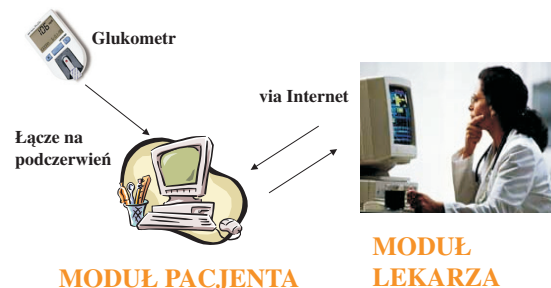 Glukometr
via Internet
Łącze na
podczerwień
MODUŁ PACJENTA
MODUŁ
LEKARZA